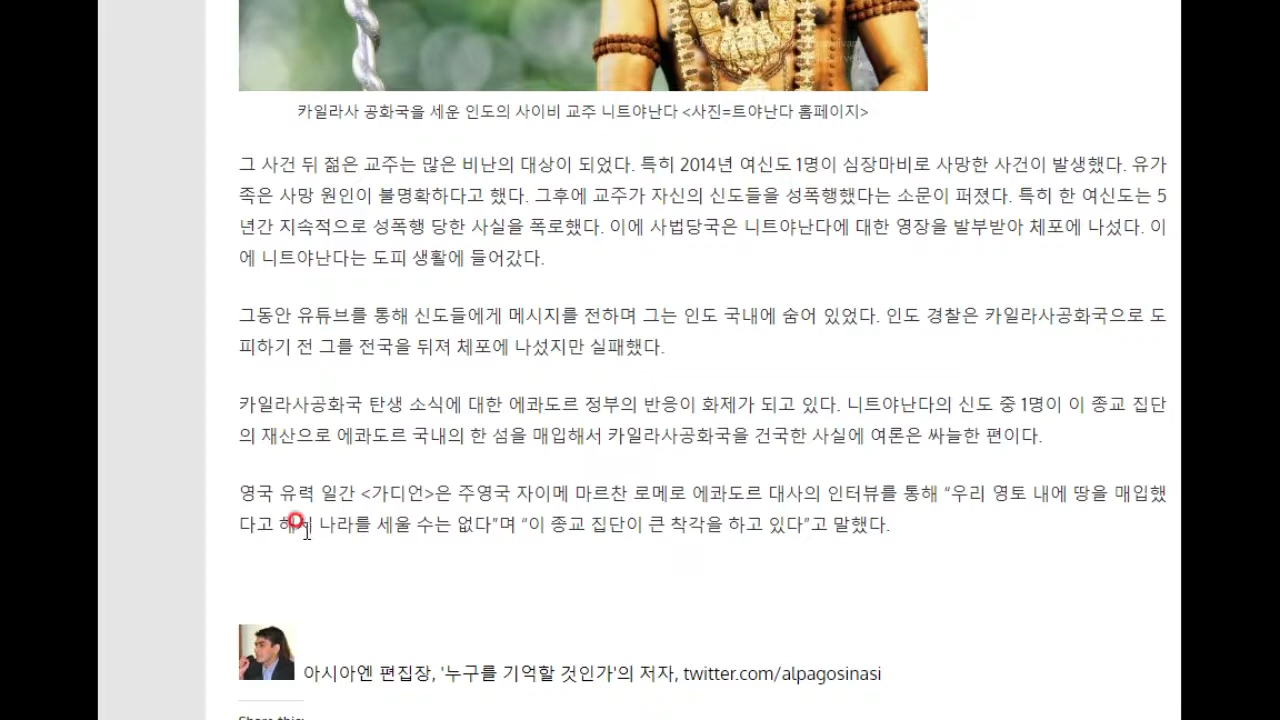 카일라사 공화국을 세운 인도의 사이비 교주 니트야난다 <사진=트야난다 홈페이지>
그 사건 뒤 젊은 교주는 많은 비난의 대상이 되었다. 특히 2014년 여신도 1명이 심장마비로 사망한 사건이 발생했다. 유가
족은 사망 원인이 불명확하다고 했다. 그후에 교주가 자신의 신도들을 성폭행했다는 소문이 퍼졌다. 특히 한 여신도는 5
년간 지속적으로 성폭행 당한 사실을 폭로했다. 이에 사법당국은 니트야난다에 대한 영장을 발부받아 체포에 나섰다. 이
에 니트야난다는 도피 생활에 들어갔다.
그동안 유튜브를 통해 신도들에게 메시지를 전하며 그는 인도 국내에 숨어 있었다. 인도 경찰은 카일라사공화국으로 도
피하기 전 그를 전국을 뒤져 체포에 나섰지만 실패했다.
카일라사공화국 탄생 소식에 대한 에콰도르 정부의 반응이 화제가 되고 있다. 니트야난다의 신도 중 1명이 이 종교 집단
의 재산으로 에콰도르 국내의 한 섬을 매입해서 카일라사공화국을 건국한 사실에 여론은 싸늘한 편이다.
영국 유력 일간 <가디언>은 주영국 자이메 마르찬 로메로 에콰도르 대사의 인터뷰를 통해 “우리 영토 내에 땅을 매입했
다고 해서 나라를 세울 수는 없다”며 “이 종교 집단이 큰 착각을 하고 있다”고 말했다.
아시아엔 편집장, '누구를 기억할 것인가'의 저자, twitter.com/alpagosinasi
Share this: